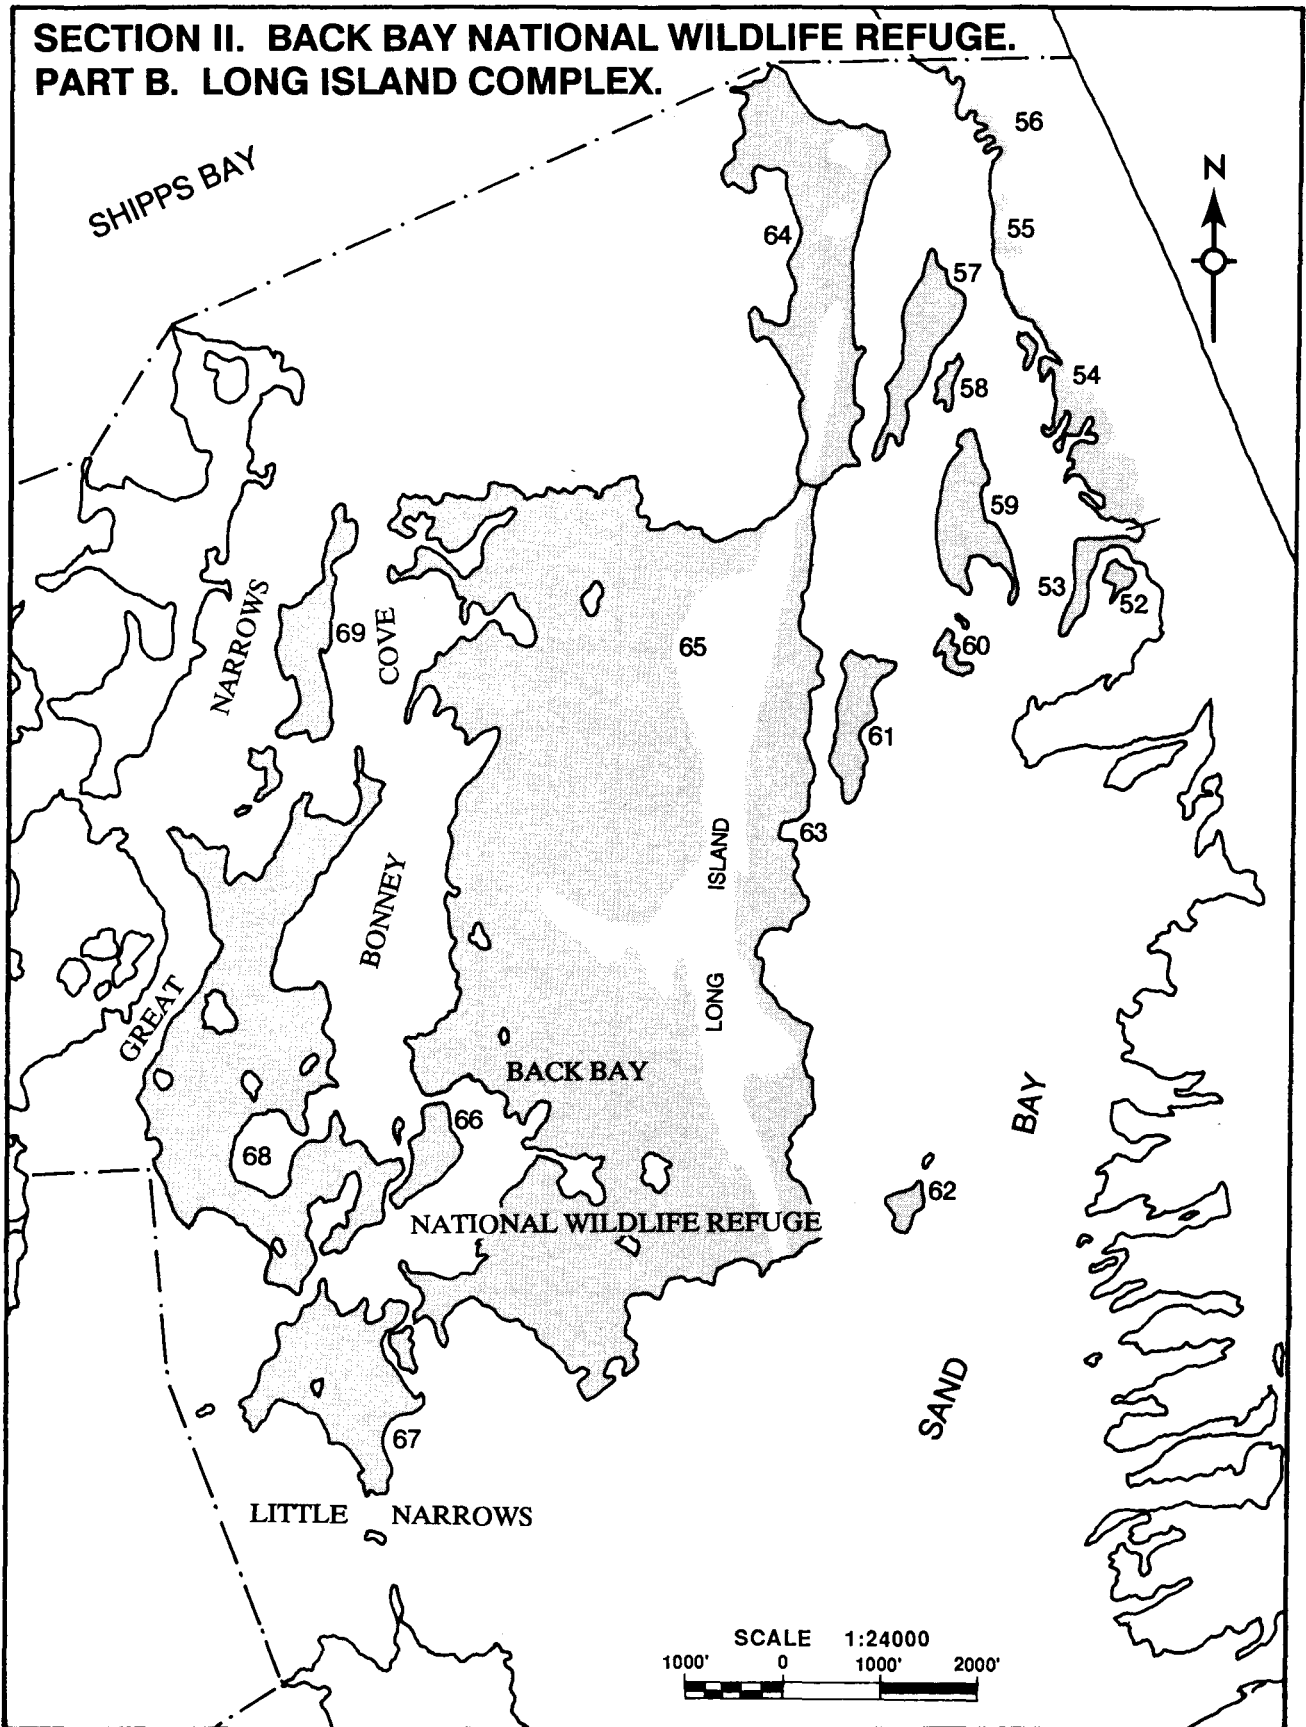 SECTION II. BACK BAY NATIONAL WILDLIFE REFUGE.
PART B. LONG ISLAND COMPLEX.
SHIPPS BAY
56
N
55
64
57
54
58
59
53
52
NARROWS
69
COVE
65
60
61
63
ISLAND
BONNEY
GREAT
LONG
BACK BAY
BAY
66
68
62
NATIONAL WILDLIFE REFUGE
SAND
67
LITTLE NARROWS
SCALE 1:24000
1000' 0 1000' 2000'